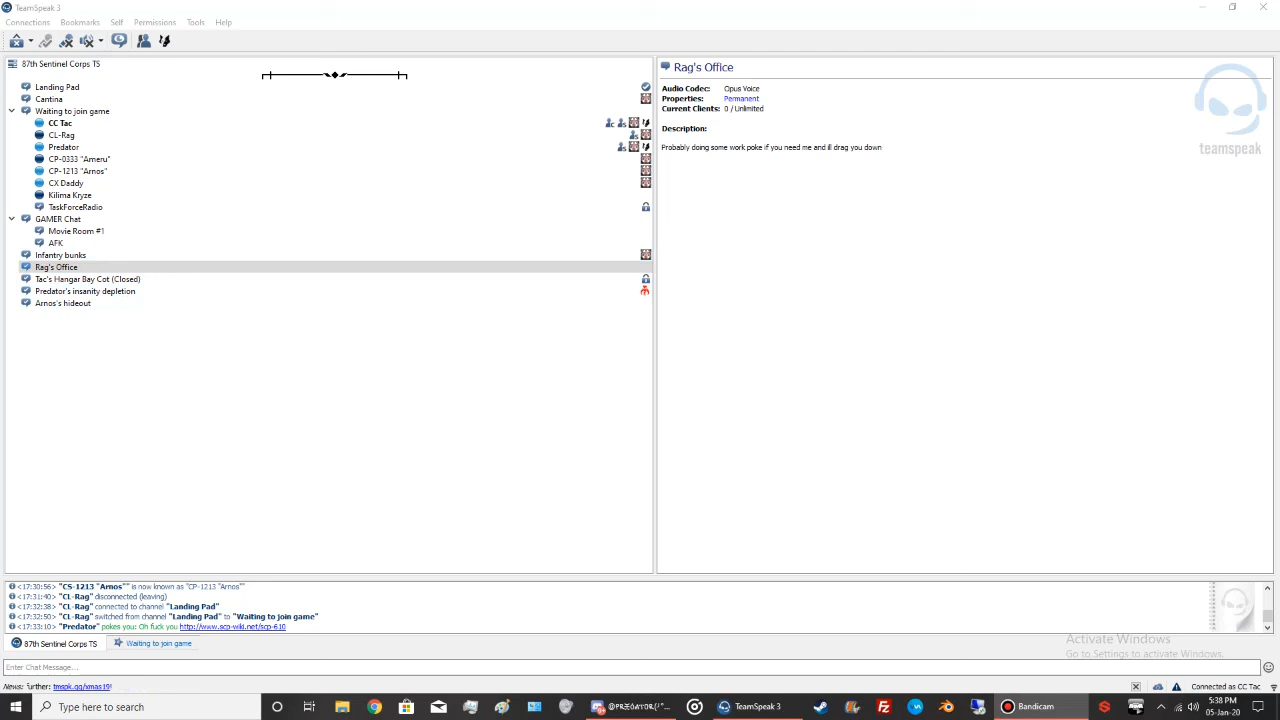 TeamSpeak 3
Connections Bookmarks Self Permissions Tools Help
87th Sentinel Corps TS
Landing Pad
Cantina
Waiting to join game
CC Tac
CL-Rag
Predator
CP-0333 "Ameru"
CP-1213 "Arnos"
CX Daddy
Kilima Kryze
TaskForceRadio
GAMER Chat
Movie Room #1
AFK
Infantry bunks
Rag's Office
Tac's Hangar Bay Cot (Closed)
Predator's insanity depletion
Arnos's hideout
Rag's Office
Audio Codec: Opus Voice
Properties: Permanent
Current Clients: 0 / Unlimited
Description:
Probably doing some work poke if you need me and ill drag you down
teamspeak
<17:30:56> "CS-1213 "Arnos"" is now known as "CP-1213 "Arnos""
<17:31:40> "CL-Rag" disconnected (leaving)
<17:32:38> "CL-Rag" connected to channel "Landing Pad"
<17:32:50> "CL-Rag" switched from channel "Landing Pad" to "Waiting to join game"
<17:33:10> "Predator" pokes you: Oh fuck you http://www.scp-wiki.net/scp-610
87th Sentinel Corps TS Waiting to join game
Activate Windows
Go to Settings to activate Windows.
Enter Chat Message...
News: further: tmspk.gg/xmas19! Connected as CC Tac
Type here to search TeamSpeak 3 Bandicam 5:38 PM
05-Jan-20